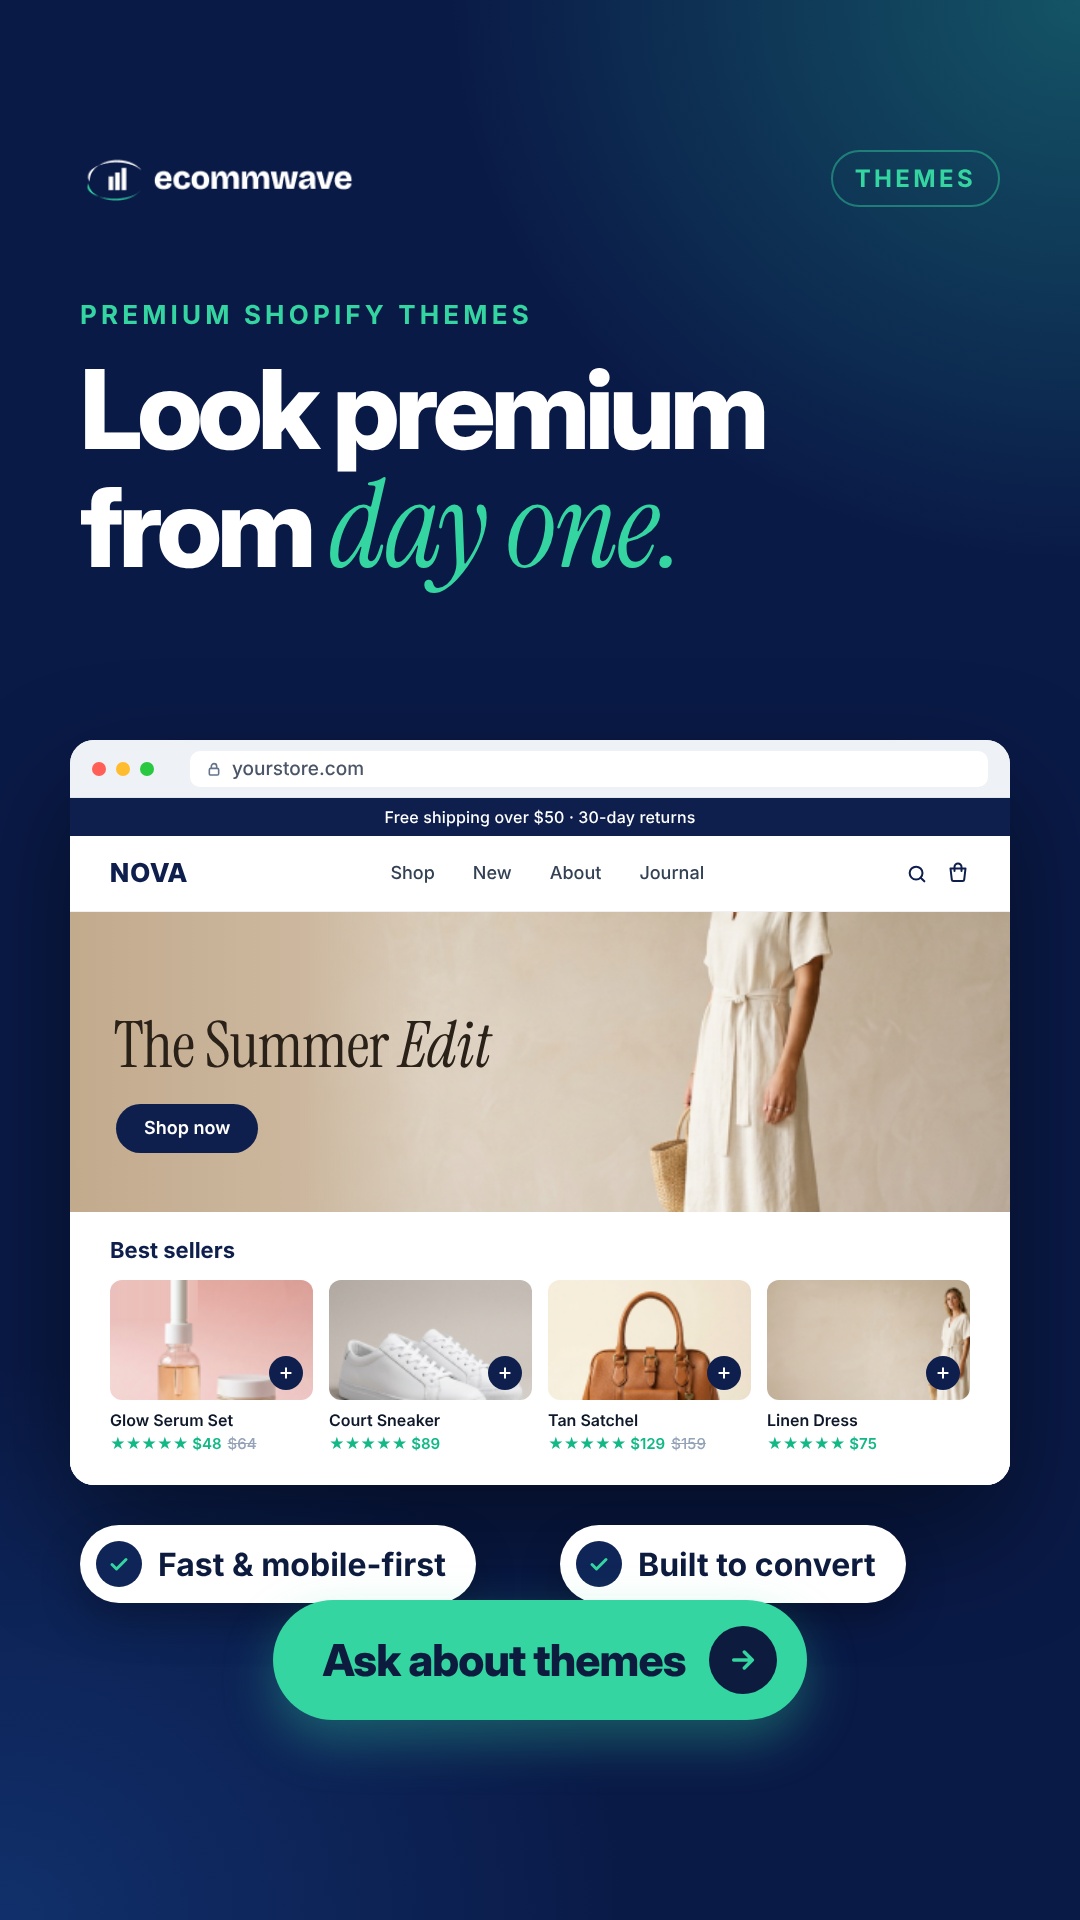 ecommwave
THEMES
PREMIUM SHOPIFY THEMES
Look premium
from day one.
yourstore.com
Free shipping over $50 · 30-day returns
NOVA
Shop New About Journal
The Summer Edit
Shop now
Best sellers
Glow Serum Set
★★★★★ $48 $64
Court Sneaker
★★★★★ $89
Tan Satchel
★★★★★ $129 $159
Linen Dress
★★★★★ $75
Fast & mobile-first
Built to convert
Ask about themes